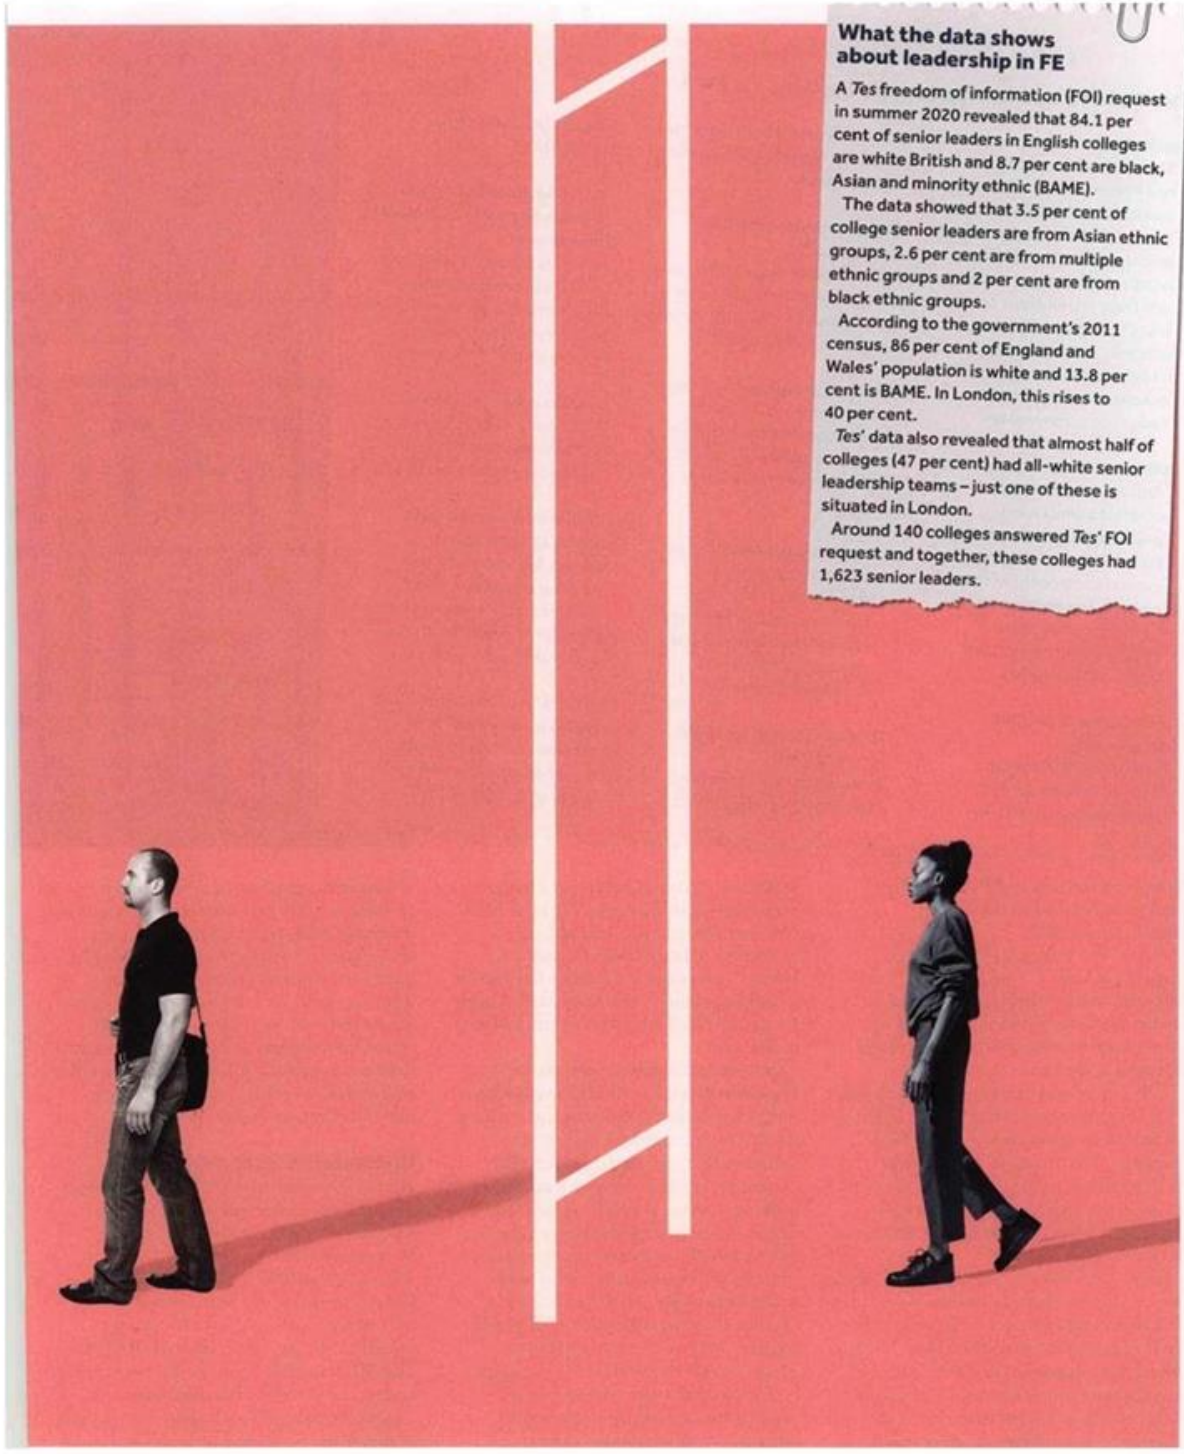 What the data shows
about leadership in FE
A Tes freedom of information (FOI) request
in summer 2020 revealed that 84.1 per
cent of senior leaders in English colleges
are white British and 8.7 per cent are black,
Asian and minority ethnic (BAME).
The data showed that 3.5 per cent of
college senior leaders are from Asian ethnic
groups, 2.6 per cent are from multiple
ethnic groups and 2 per cent are from
black ethnic groups.
According to the government's 2011
census, 86 per cent of England and
Wales' population is white and 13.8 per
cent is BAME. In London, this rises to
40 per cent.
Tes' data also revealed that almost half of
colleges (47 per cent) had all-white senior
leadership teams – just one of these is
situated in London.
Around 140 colleges answered Tes' FOI
request and together, these colleges had
1,623 senior leaders.